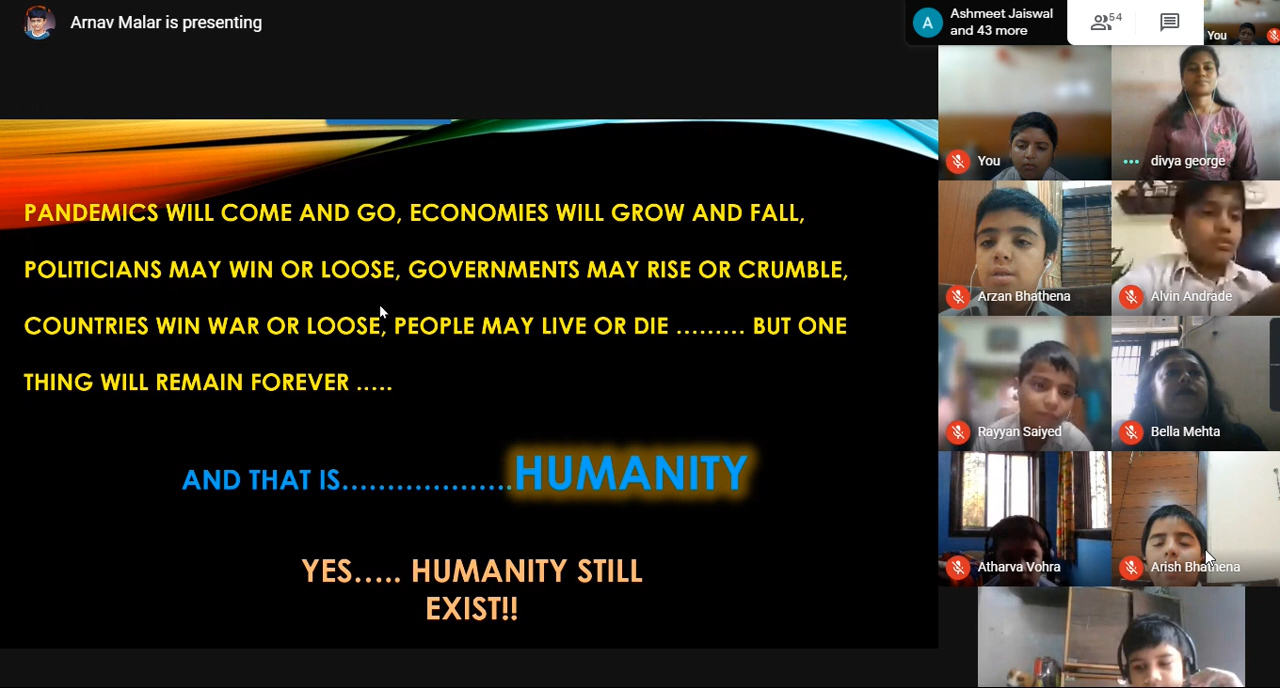 Arnav Malar is presenting
Ashmeet Jaiswal
and 43 more
54
A
You
PANDEMICS WILL COME AND GO, ECONOMIES WILL GROW AND FALL,
POLITICIANS MAY WIN OR LOOSE, GOVERNMENTS MAY RISE OR CRUMBLE,
COUNTRIES WIN WAR OR LOOSE, PEOPLE MAY LIVE OR DIE ......... BUT ONE
THING WILL REMAIN FOREVER .....
AND THAT IS...................HUMANITY
YES..... HUMANITY STILL
EXIST!!
You
divya george
Arzan Bhathena
Alvin Andrade
Rayyan Saiyed
Bella Mehta
Atharva Vohra
Arish Bhathena